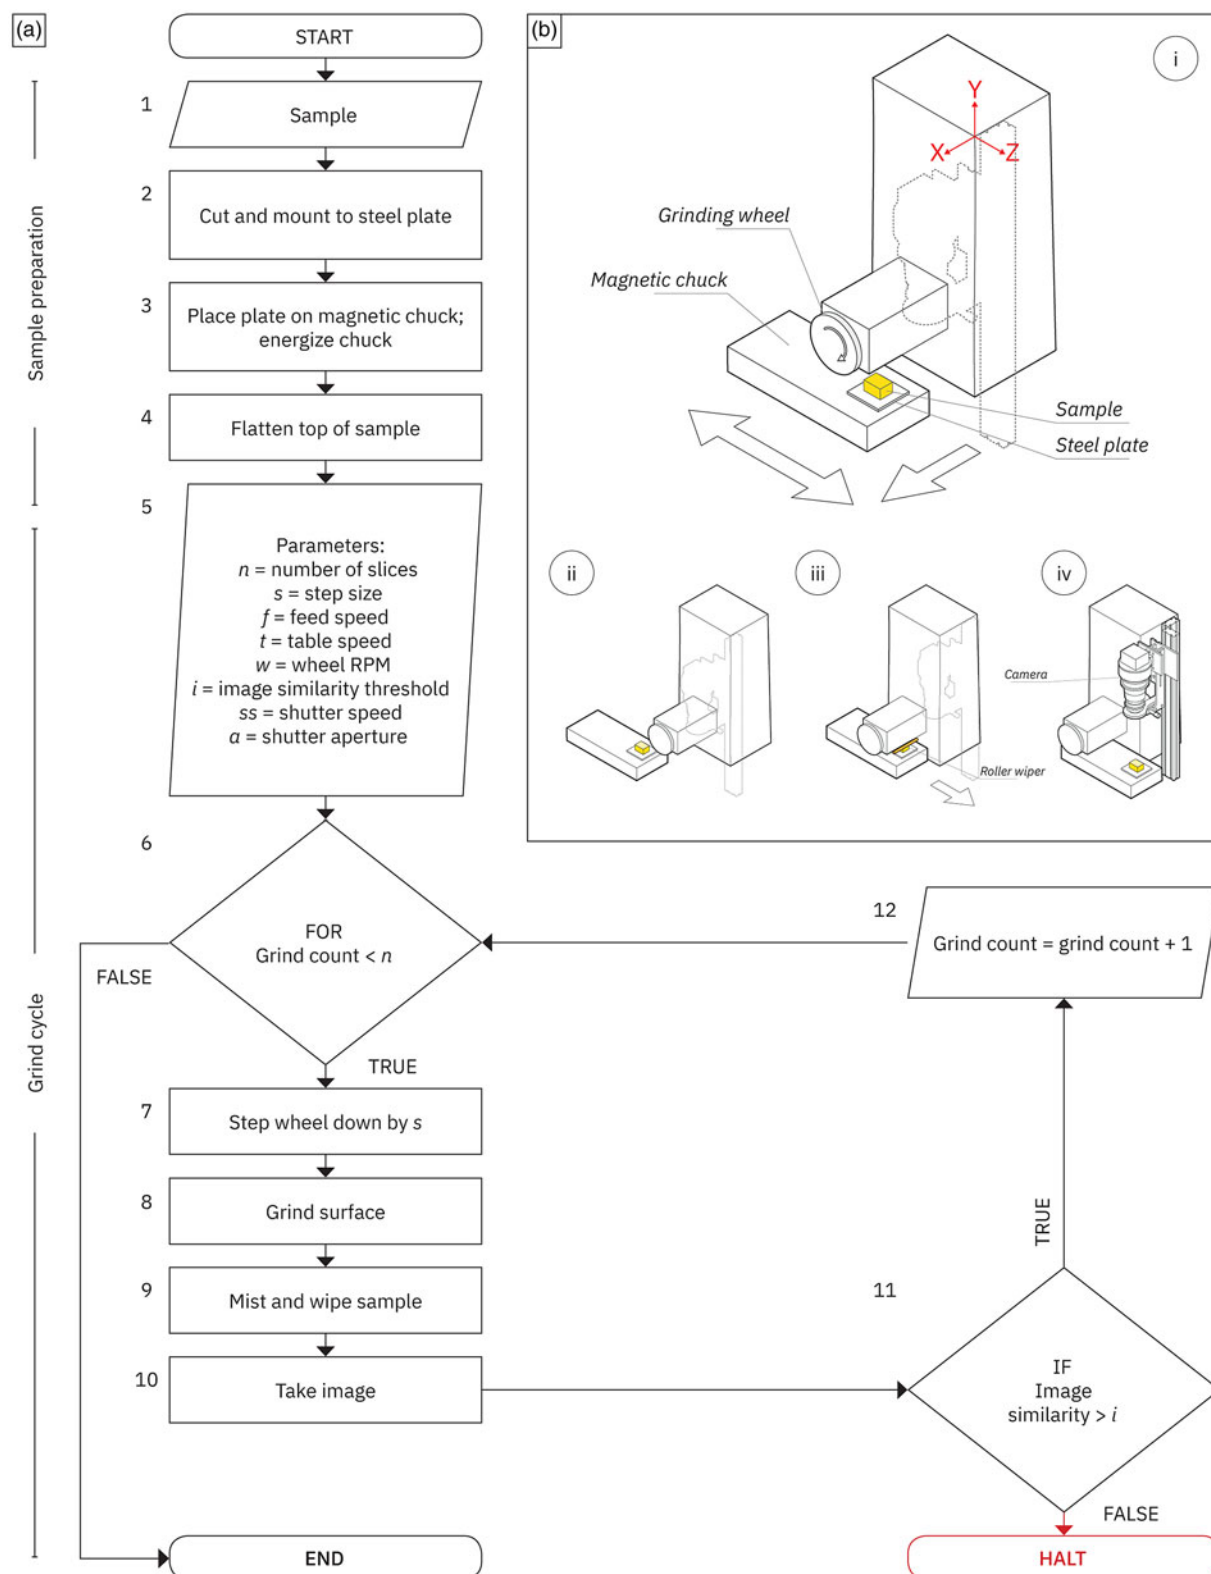 (a)
START
Sample preparation
1
Sample
2
Cut and mount to steel plate
3
Place plate on magnetic chuck;
energize chuck
4
Flatten top of sample
Grind cycle
5
Parameters:
n = number of slices
s = step size
f = feed speed
t = table speed
w = wheel RPM
i = image similarity threshold
ss = shutter speed
a = shutter aperture
6
FOR
Grind count < n
FALSE
TRUE
7
Step wheel down by s
8
Grind surface
9
Mist and wipe sample
10
Take image
11
IF
Image
similarity > i
TRUE
FALSE
12
Grind count = grind count + 1
END
HALT
(b)
i
Y
X
Z
Grinding wheel
Magnetic chuck
Sample
Steel plate
ii
iii
Roller wiper
iv
Camera